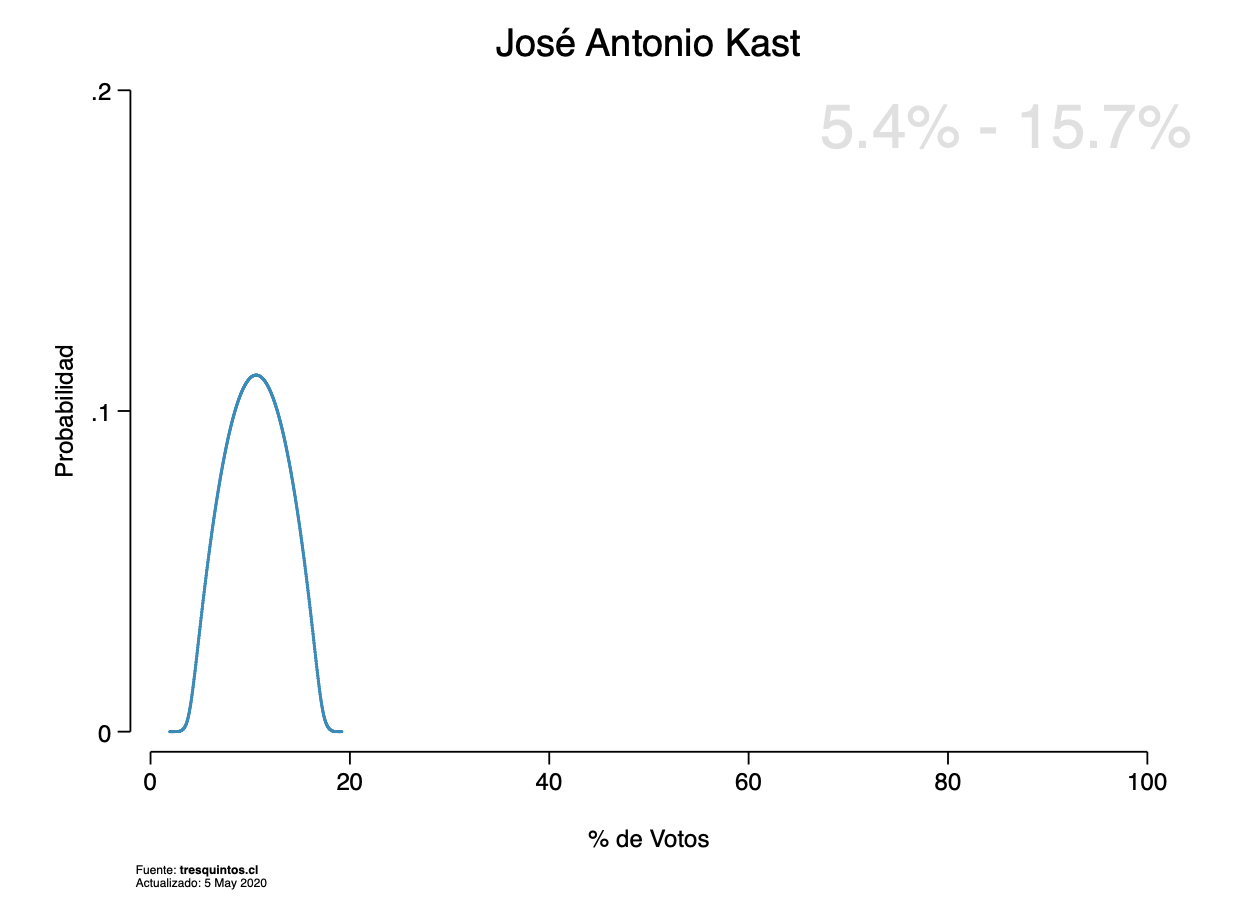 José Antonio Kast
5.4% - 15.7%
.2
.1
0
Probabilidad
0 20 40 60 80 100
% de Votos
Fuente: tresquintos.cl
Actualizado: 5 May 2020